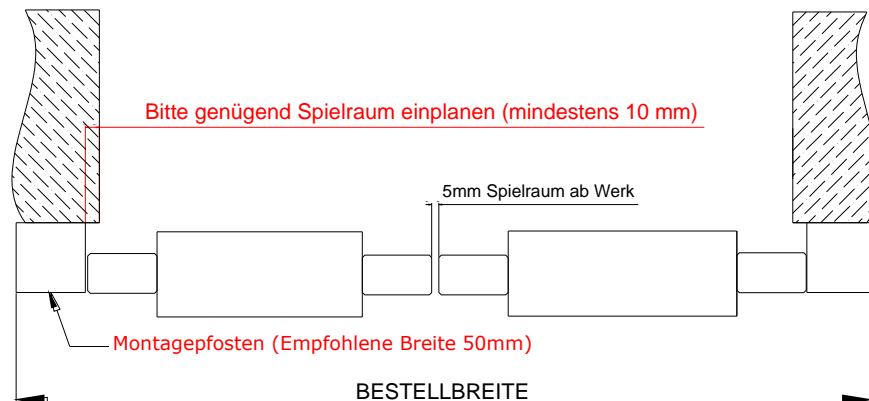 Bitte genügend Spielraum einplanen (mindestens 10 mm)
5mm Spielraum ab Werk
Montagepfosten (Empfohlene Breite 50mm)
BESTELLBREITE